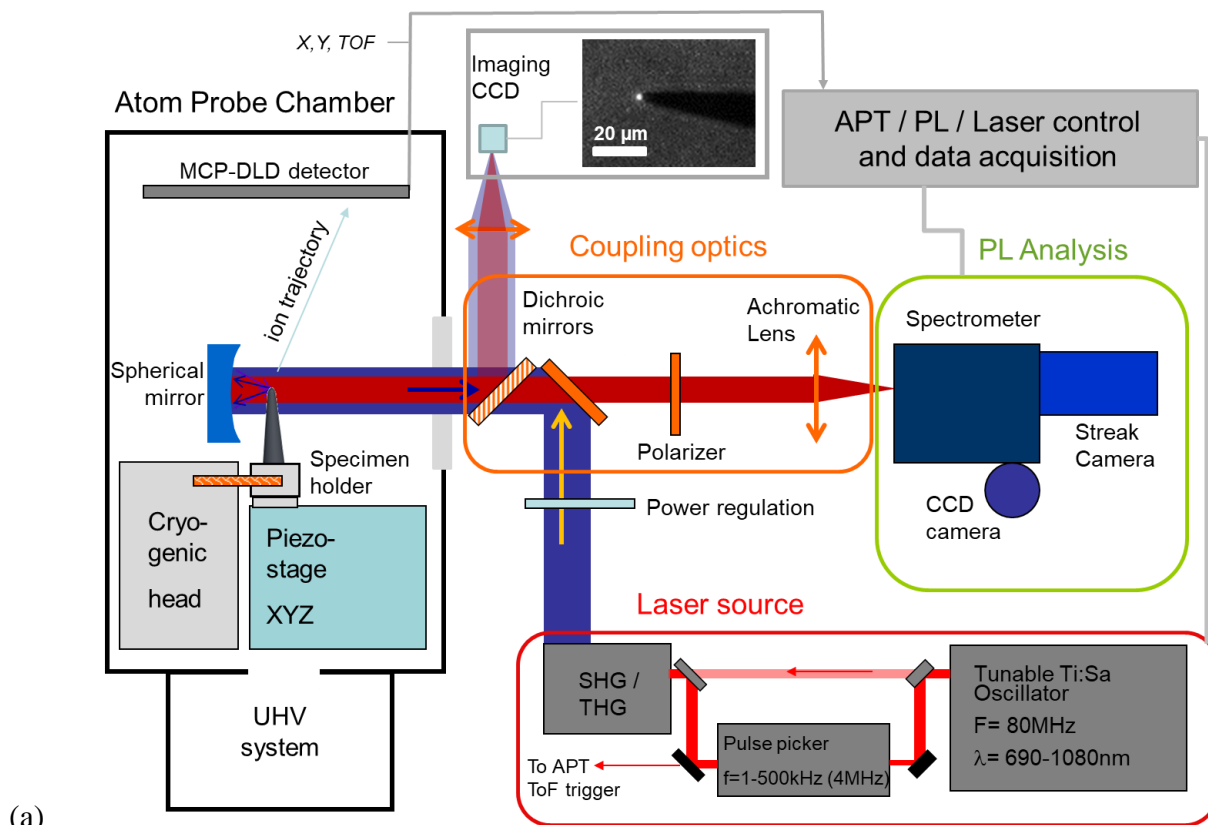 X,Y, TOF
Atom Probe Chamber
MCP-DLD detector
ion trajectory
Spherical
mirror
Specimen
holder
Cryo-
genic
head
Piezo-
stage
XYZ
UHV
system
Imaging
CCD
20 µm
APT / PL / Laser control
and data acquisition
Coupling optics
Dichroic
mirrors
Achromatic
Lens
Polarizer
Power regulation
PL Analysis
Spectrometer
Streak
Camera
CCD
camera
Laser source
SHG /
THG
Tunable Ti:Sa
Oscillator
F= 80MHz
λ= 690-1080nm
Pulse picker
f=1-500kHz (4MHz)
To APT
ToF trigger
(a)